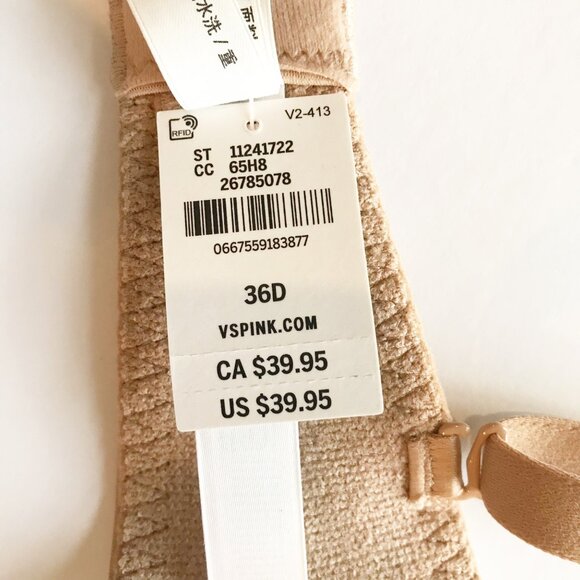 水洗 / 重
RFID
V2-413
ST 11241722
CC 65H8
26785078
0667559183877
36D
VSPINK.COM
CA $39.95
US $39.95